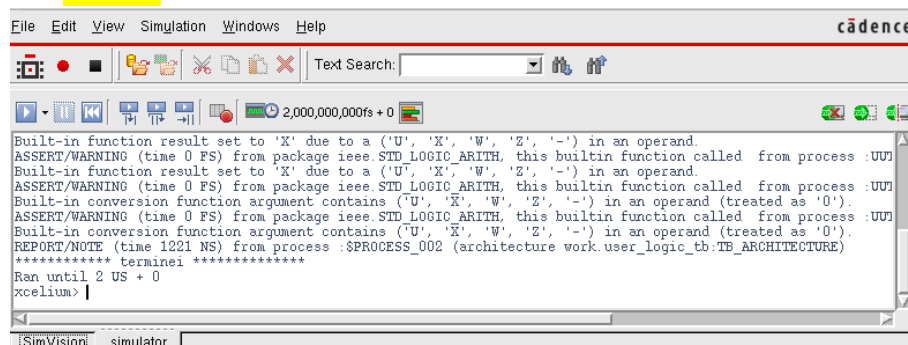 File Edit View Simulation Windows Help cādence
Text Search:
2,000,000,000fs + 0
Built-in function result set to 'X' due to a ('U', 'X', 'W', 'Z', '-') in an operand.
ASSERT/WARNING (time 0 FS) from package ieee.STD_LOGIC_ARITH, this builtin function called from process :UUT
Built-in function result set to 'X' due to a ('U', 'X', 'W', 'Z', '-') in an operand.
ASSERT/WARNING (time 0 FS) from package ieee.STD_LOGIC_ARITH, this builtin function called from process :UUT
Built-in conversion function argument contains ('U', 'X', 'W', 'Z', '-') in an operand (treated as '0').
ASSERT/WARNING (time 0 FS) from package ieee.STD_LOGIC_ARITH, this builtin function called from process :UUT
Built-in conversion function argument contains ('U', 'X', 'W', 'Z', '-') in an operand (treated as '0').
REPORT/NOTE (time 1221 NS) from process :$PROCESS_002 (architecture work.user_logic_tb:TB_ARCHITECTURE)
************ terminei **************
Ran until 2 US + 0
xcelium>
SimVision simulator